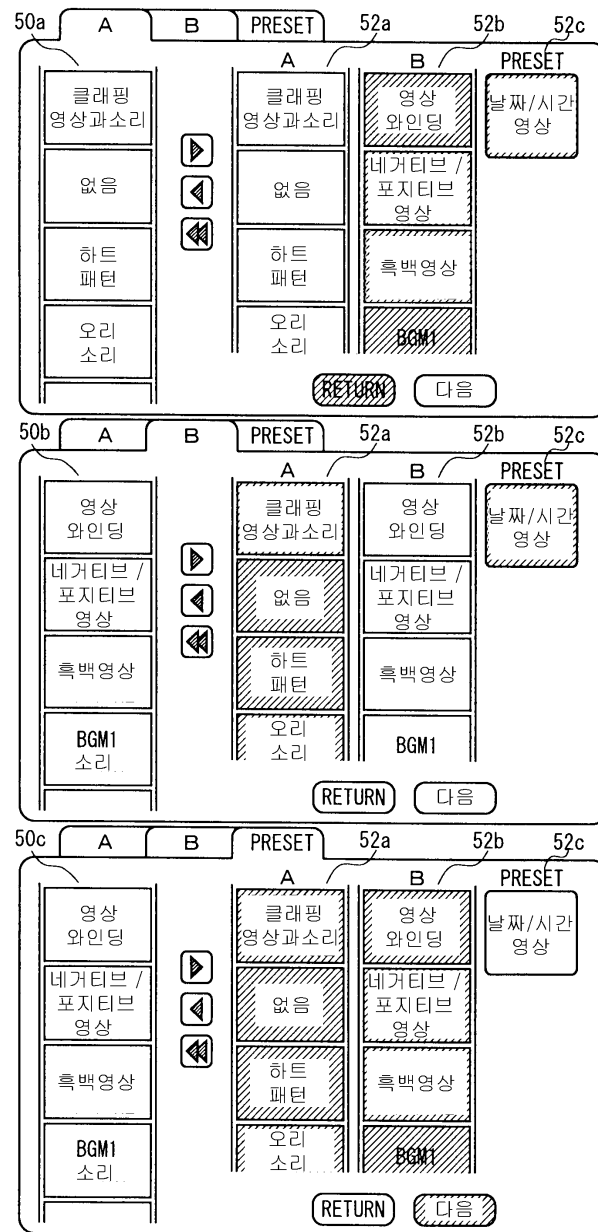 50a
A
B
PRESET
52a
52b
52c
A
B
PRESET
클래핑
영상과소리
없음
하트
패턴
오리
소리
클래핑
영상과소리
없음
하트
패턴
오리
소리
영상
와인딩
네거티브 /
포지티브
영상
흑백영상
BGM1
날짜/시간
영상
RETURN
다음
50b
A
B
PRESET
52a
52b
52c
A
B
PRESET
영상
와인딩
네거티브 /
포지티브
영상
흑백영상
BGM1
소리
클래핑
영상과소리
없음
하트
패턴
오리
소리
영상
와인딩
네거티브 /
포지티브
영상
흑백영상
BGM1
날짜/시간
영상
RETURN
다음
50c
A
B
PRESET
52a
52b
52c
A
B
PRESET
영상
와인딩
네거티브 /
포지티브
영상
흑백영상
BGM1
소리
클래핑
영상과소리
없음
하트
패턴
오리
소리
영상
와인딩
네거티브 /
포지티브
영상
흑백영상
BGM1
날짜/시간
영상
RETURN
다음